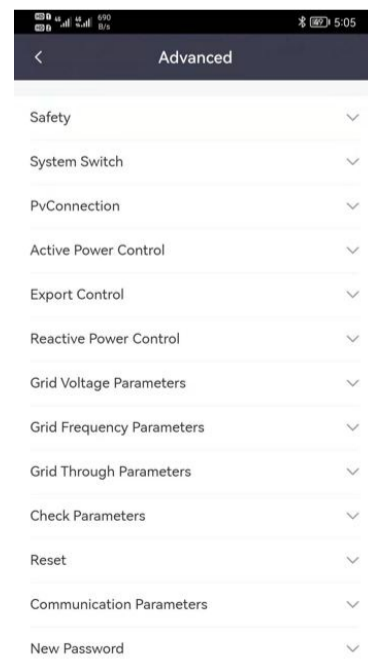 690
B/s
5:05
Advanced
Safety
System Switch
PvConnection
Active Power Control
Export Control
Reactive Power Control
Grid Voltage Parameters
Grid Frequency Parameters
Grid Through Parameters
Check Parameters
Reset
Communication Parameters
New Password